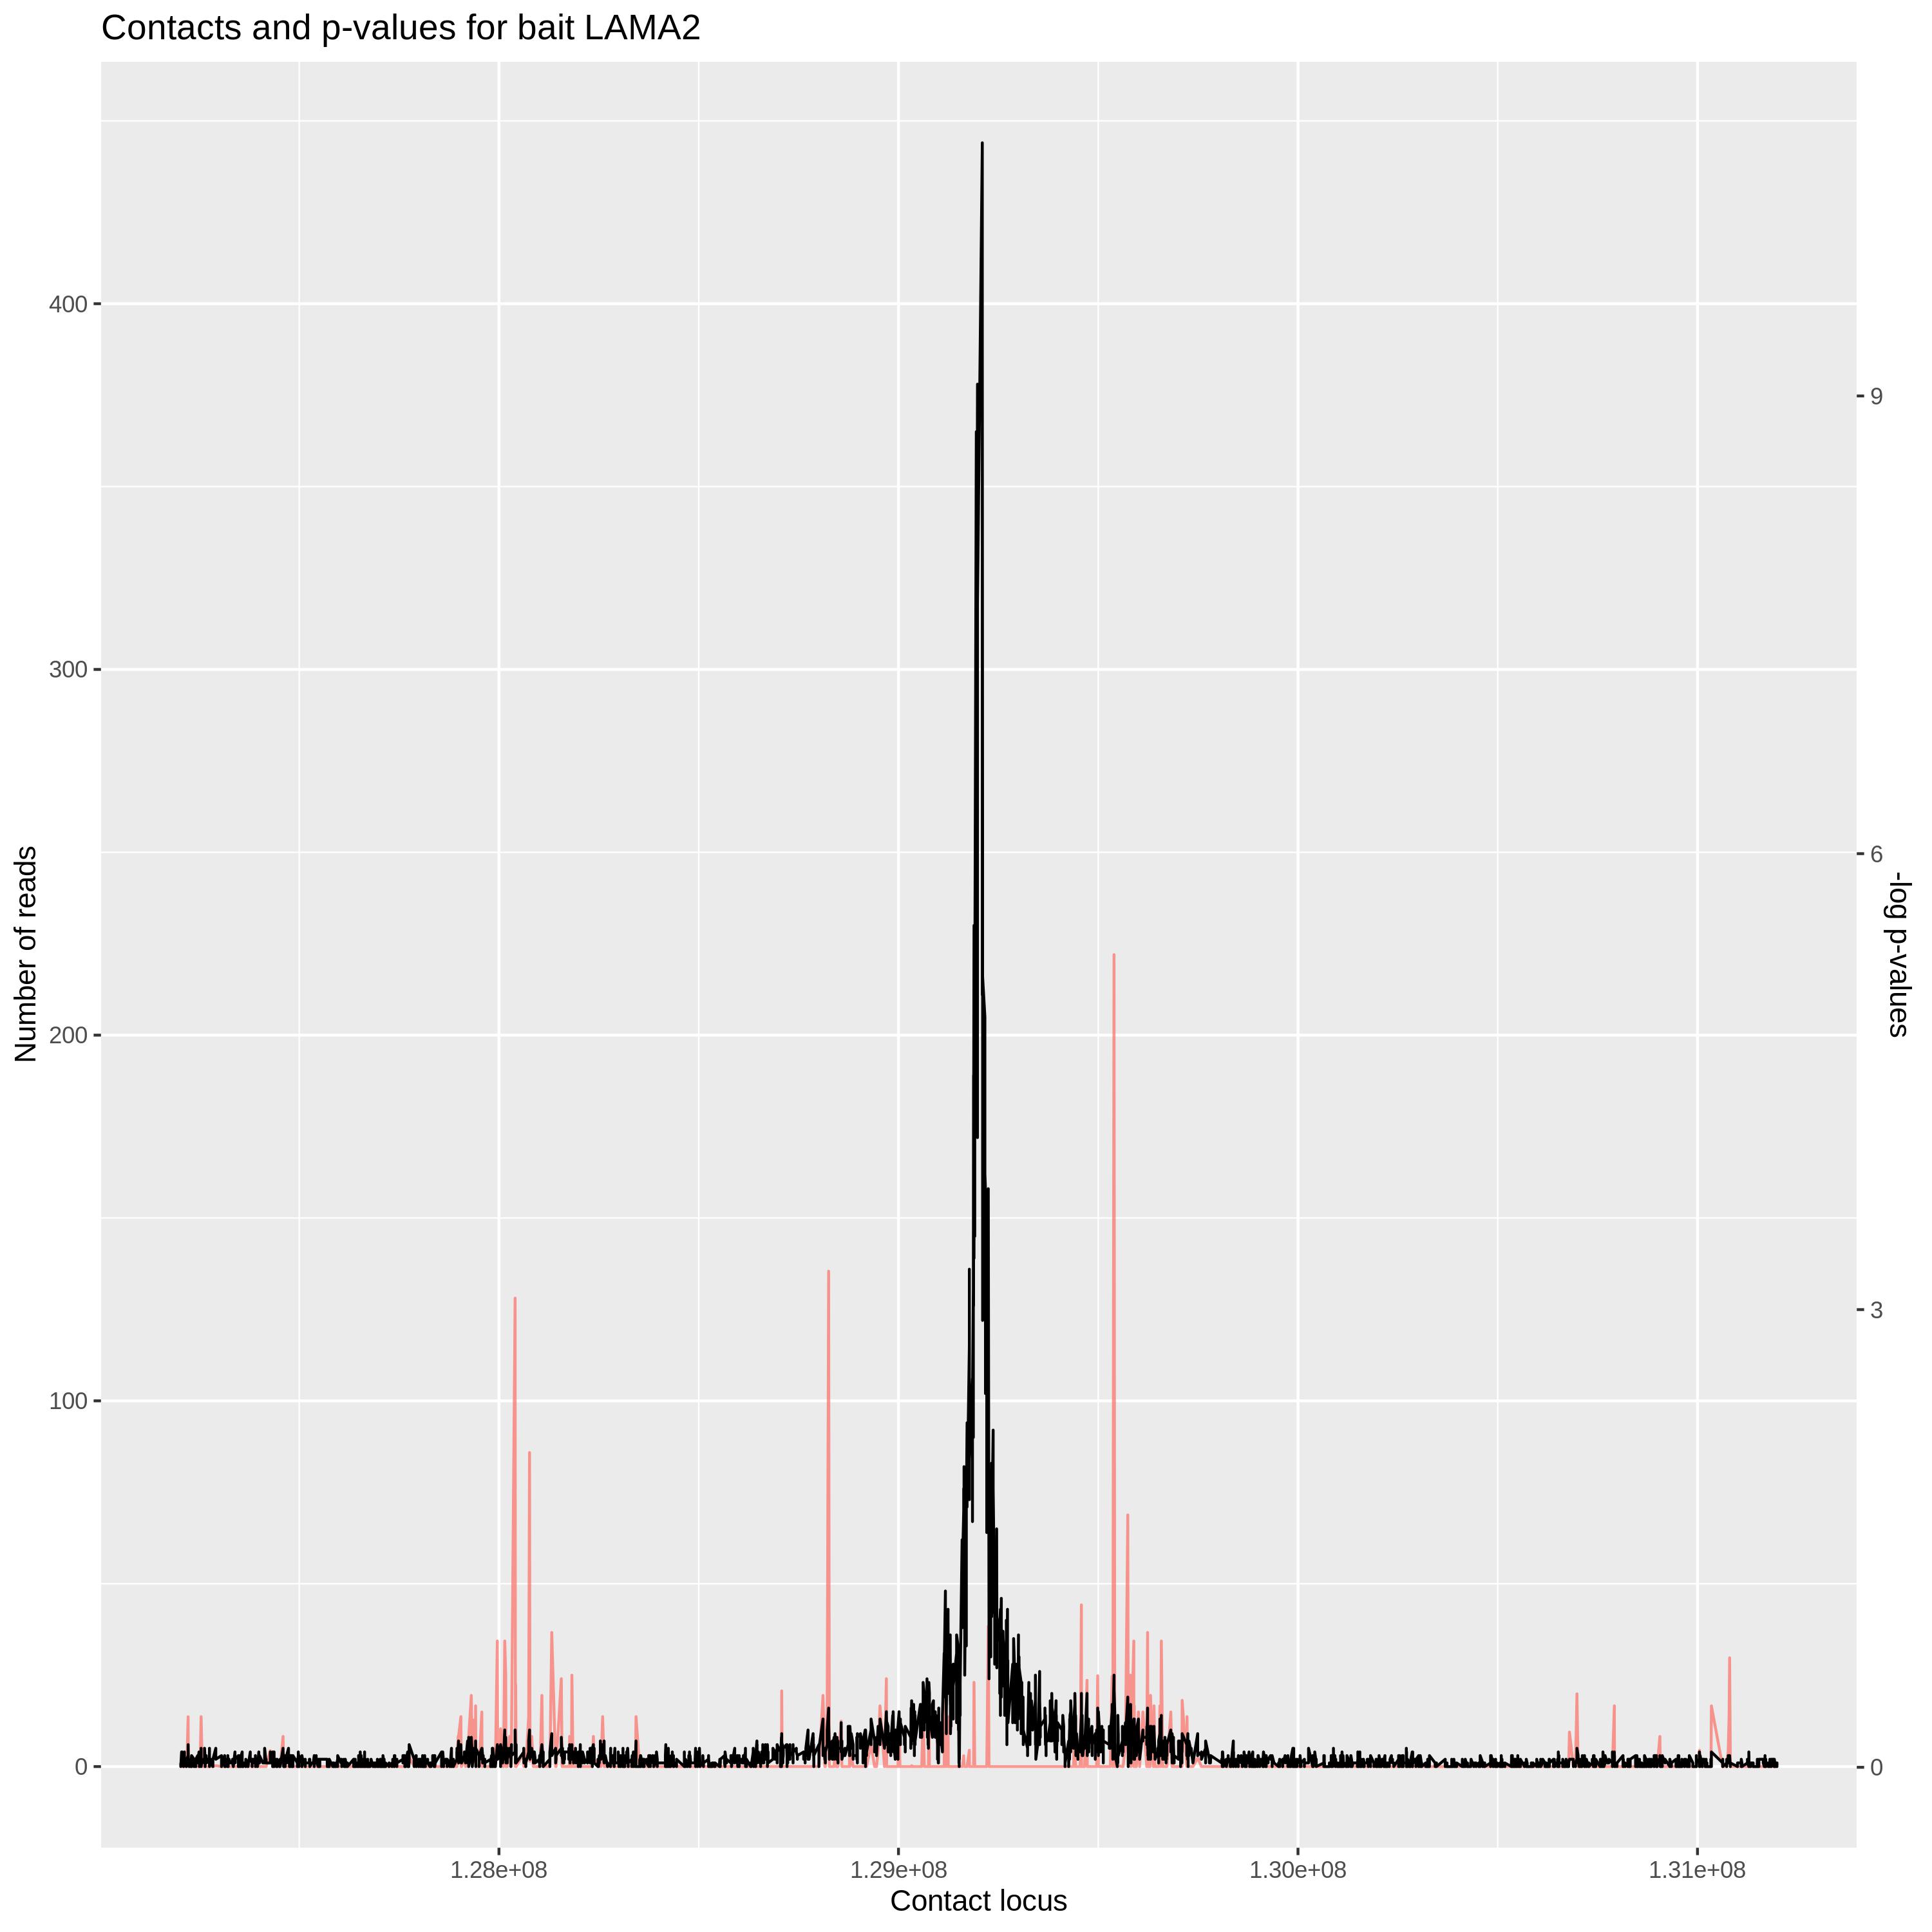 Contacts and p-values for bait LAMA2
Number of reads
400
300
200
100
0
9
6
3
0
-log p-values
1.28e+08
1.29e+08
1.30e+08
1.31e+08
Contact locus